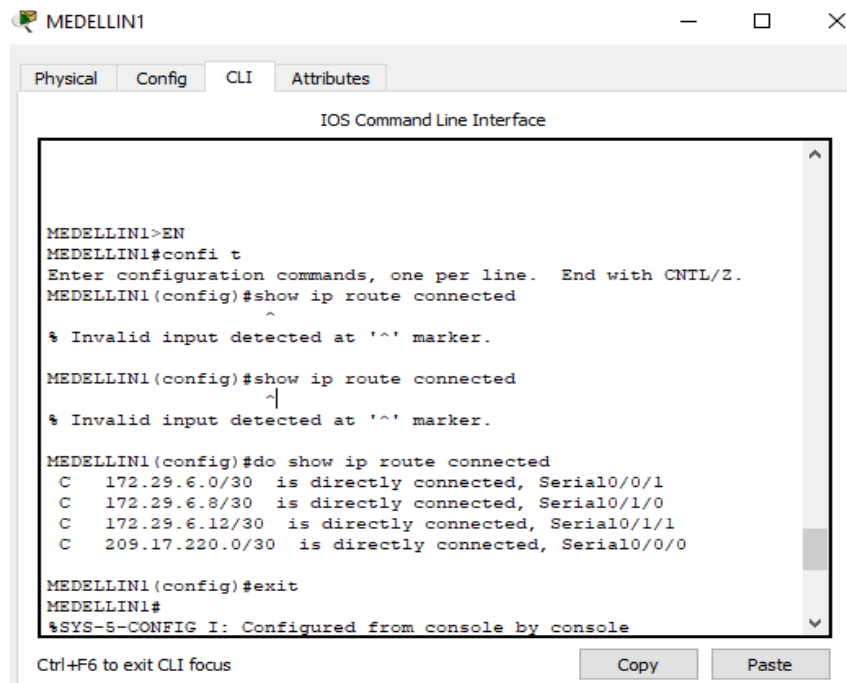 MEDELLIN1
Physical Config CLI Attributes
IOS Command Line Interface
MEDELLIN1>EN
MEDELLIN1#confi t
Enter configuration commands, one per line.  End with CNTL/Z.
MEDELLIN1(config)#show ip route connected
^
% Invalid input detected at '^' marker.
MEDELLIN1(config)#show ip route connected
^
% Invalid input detected at '^' marker.
MEDELLIN1(config)#do show ip route connected
C   172.29.6.0/30  is directly connected, Serial0/0/1
C   172.29.6.8/30  is directly connected, Serial0/1/0
C   172.29.6.12/30  is directly connected, Serial0/1/1
C   209.17.220.0/30  is directly connected, Serial0/0/0
MEDELLIN1(config)#exit
MEDELLIN1#
%SYS-5-CONFIG I: Configured from console by console
Ctrl+F6 to exit CLI focus
Copy Paste